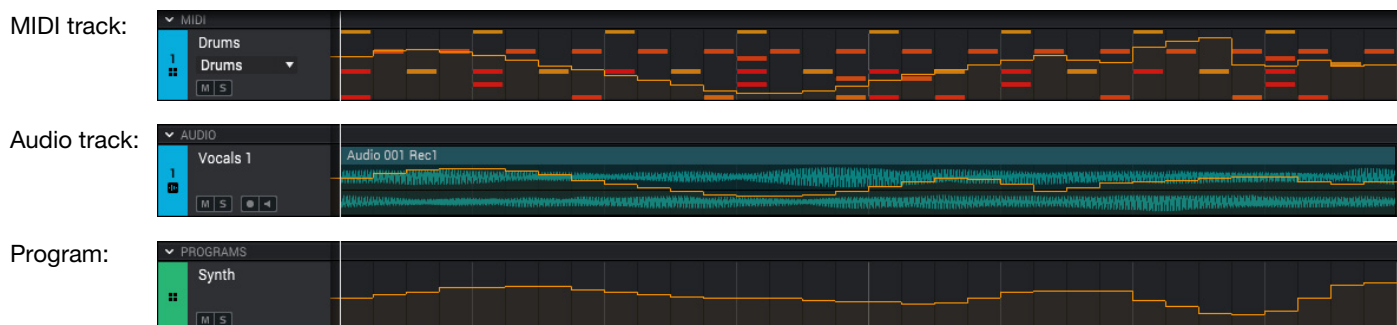 MIDI track:
MIDI
1
Drums
Drums
M S
Audio track:
AUDIO
1
Vocals 1
Audio 001 Rec1
M S
Program:
PROGRAMS
Synth
M S